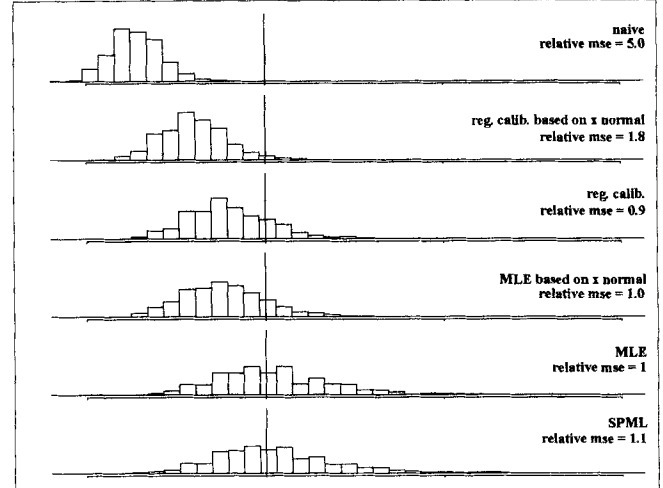 naive
relative mse = 5.0
reg. calib. based on x normal
relative mse = 1.8
reg. calib.
relative mse = 0.9
MLE based on x normal
relative mse = 1.0
MLE
relative mse = 1
SPML
relative mse = 1.1